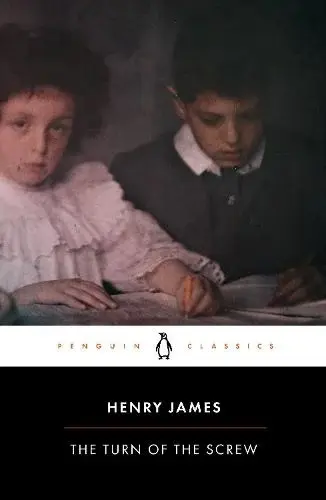 PENGUIN CLASSICS
HENRY JAMES
THE TURN OF THE SCREW